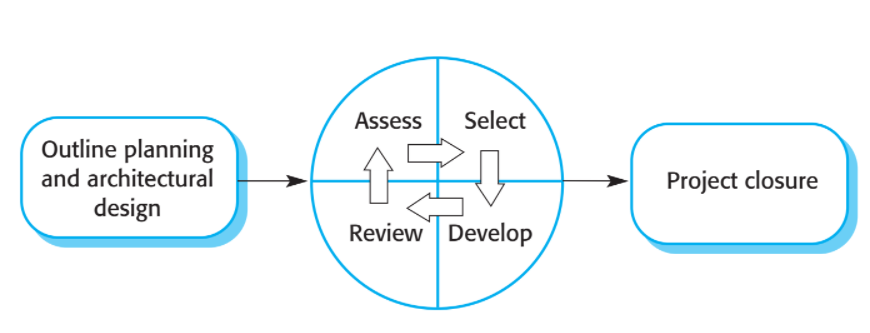 Outline planning
and architectural
design
Assess
Select
Review
Develop
Project closure